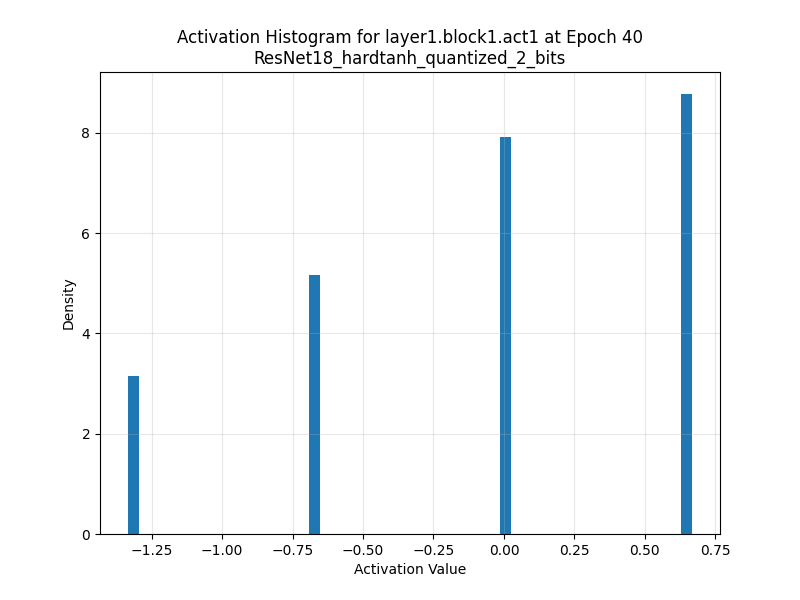 Activation Histogram for layer1.block1.act1 at Epoch 40
ResNet18_hardtanh_quantized_2_bits
Density
8
6
4
2
0
−1.25 −1.00 −0.75 −0.50 −0.25 0.00 0.25 0.50 0.75
Activation Value